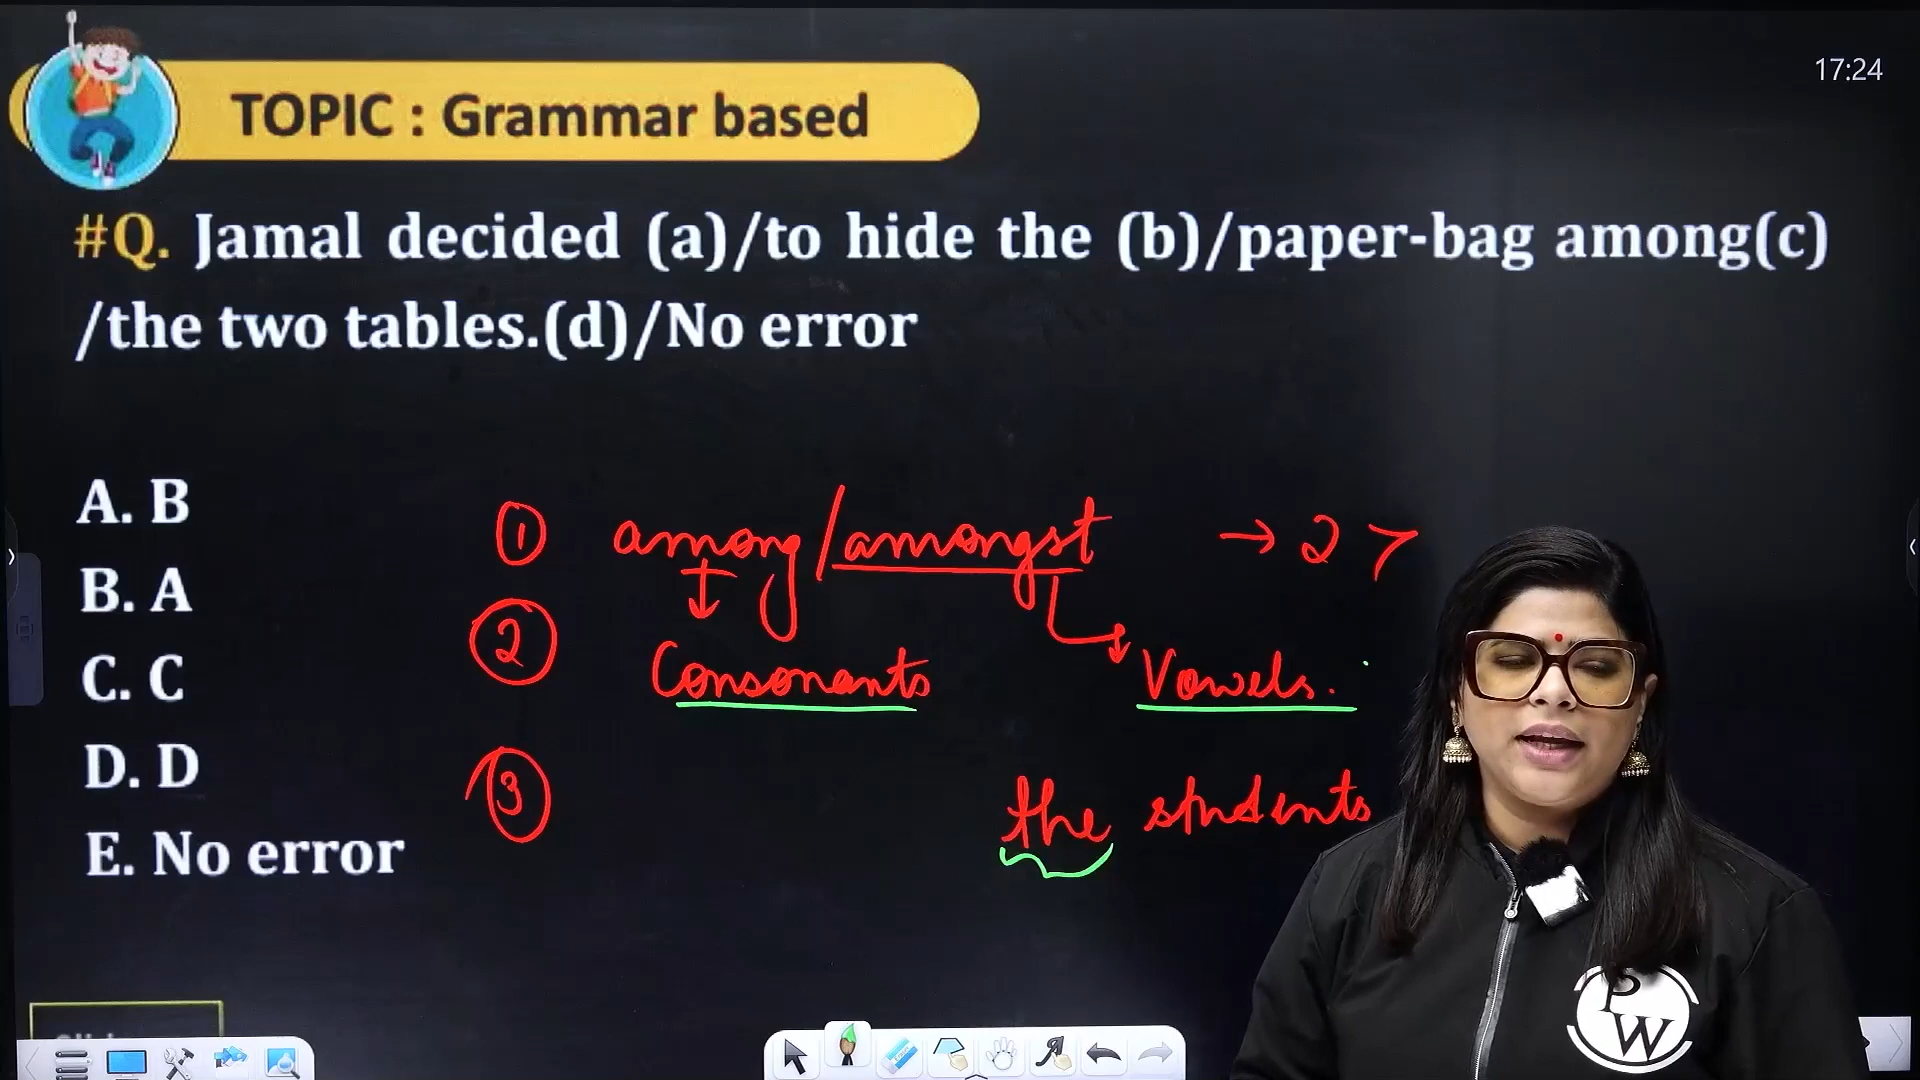 17:24
TOPIC : Grammar based
#Q. Jamal decided (a)/to hide the (b)/paper-bag among(c)
/the two tables.(d)/No error
A. B
B. A
C. C
D. D
E. No error
① among/amongst → 2 >
② Consonants Vowels.
③ the students
PW